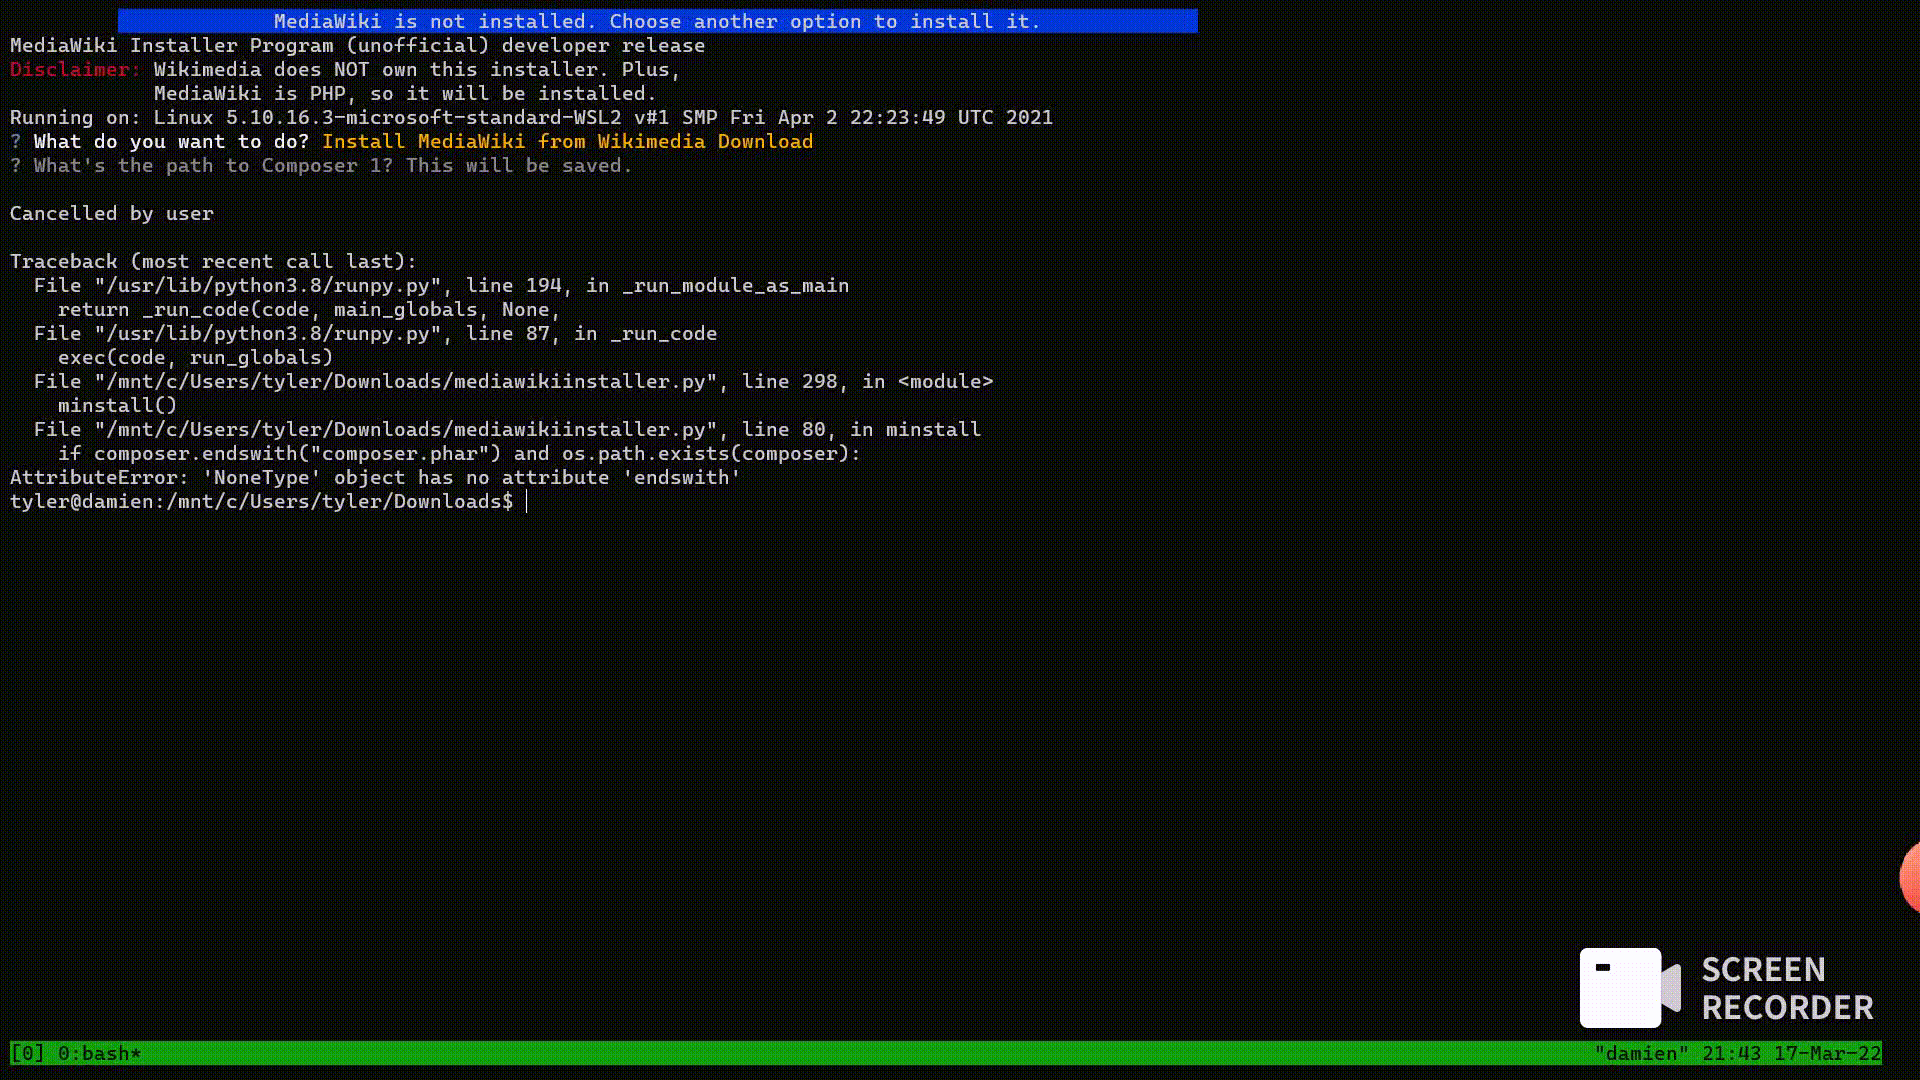 MediaWiki is not installed. Choose another option to install it.
MediaWiki Installer Program (unofficial) developer release
Disclaimer: Wikimedia does NOT own this installer. Plus,
MediaWiki is PHP, so it will be installed.
Running on: Linux 5.10.16.3-microsoft-standard-WSL2 v#1 SMP Fri Apr 2 22:23:49 UTC 2021
? What do you want to do? Install MediaWiki from Wikimedia Download
? What's the path to Composer 1? This will be saved.
Cancelled by user
Traceback (most recent call last):
File "/usr/lib/python3.8/runpy.py", line 194, in _run_module_as_main
return _run_code(code, main_globals, None,
File "/usr/lib/python3.8/runpy.py", line 87, in _run_code
exec(code, run_globals)
File "/mnt/c/Users/tyler/Downloads/mediawikiinstaller.py", line 298, in <module>
minstall()
File "/mnt/c/Users/tyler/Downloads/mediawikiinstaller.py", line 80, in minstall
if composer.endswith("composer.phar") and os.path.exists(composer):
AttributeError: 'NoneType' object has no attribute 'endswith'
tyler@damien:/mnt/c/Users/tyler/Downloads$
SCREEN
RECORDER
[0] 0:bash* "damien" 21:43 17-Mar-22